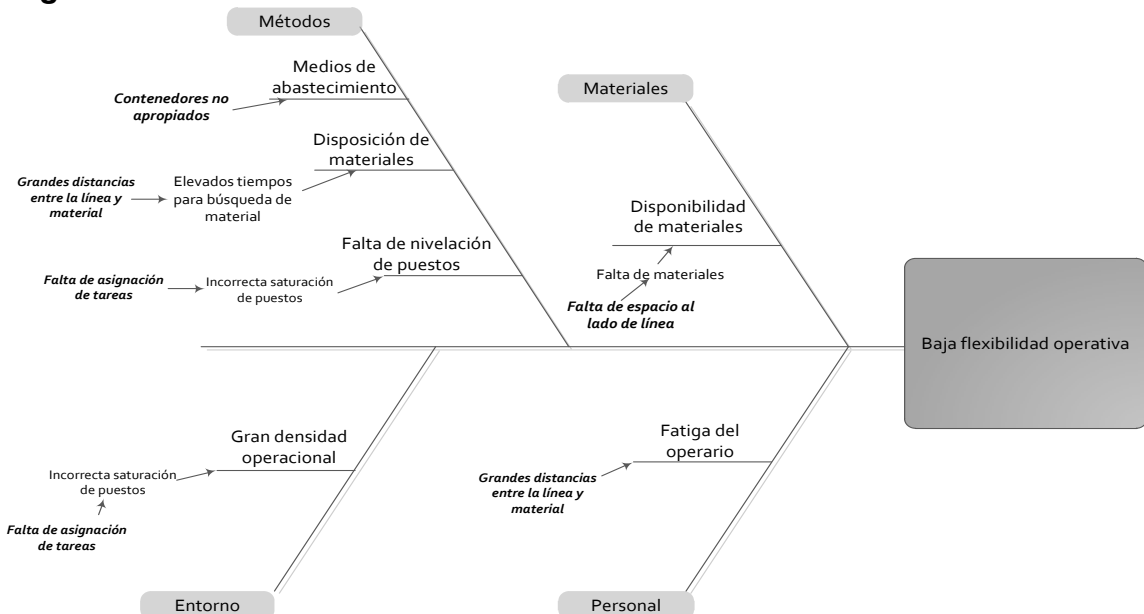 Métodos
Medios de
abastecimiento
Contenedores no
apropiados
Disposición de
materiales
Grandes distancias
entre la línea y
material
Elevados tiempos
para búsqueda de
material
Falta de nivelación
de puestos
Falta de asignación
de tareas
Incorrecta saturación
de puestos
Materiales
Disponibilidad
de materiales
Falta de materiales
Falta de espacio al
lado de línea
Baja flexibilidad operativa
Gran densidad
operacional
Incorrecta saturación
de puestos
Falta de asignación
de tareas
Entorno
Fatiga del
operario
Grandes distancias
entre la línea y
material
Personal